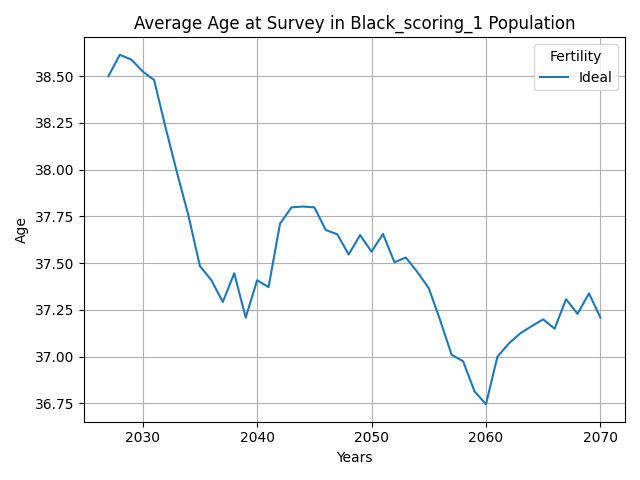 Average Age at Survey in Black_scoring_1 Population
Fertility
Ideal
38.50
38.25
38.00
37.75
37.50
37.25
37.00
36.75
Age
2030 2040 2050 2060 2070
Years